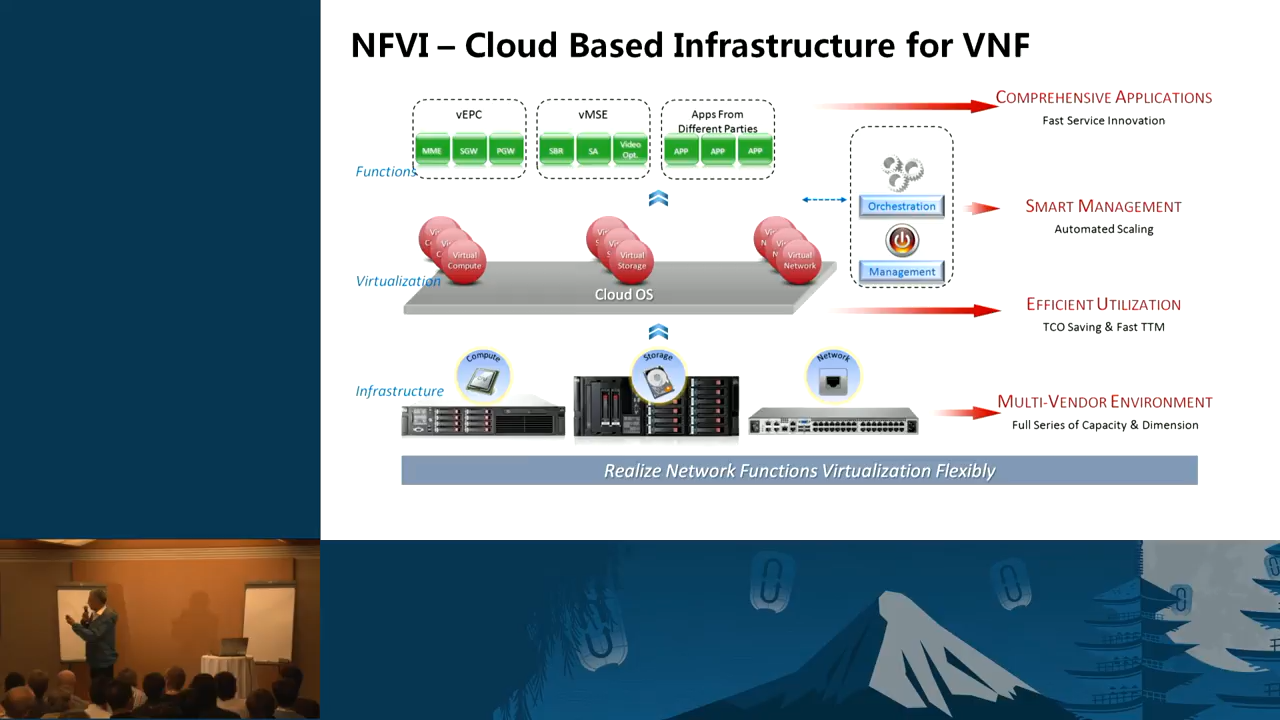 NFVI – Cloud Based Infrastructure for VNF
vEPC
MME SGW PGW
vMSE
SBR SA Video
Opt.
Apps From
Different Parties
APP APP APP
Functions
COMPREHENSIVE APPLICATIONS
Fast Service Innovation
Orchestration
Management
SMART MANAGEMENT
Automated Scaling
Virtual
Compute
Virtual
Storage
Virtual
Network
Virtualization
Cloud OS
EFFICIENT UTILIZATION
TCO Saving & Fast TTM
Compute
Storage
Network
Infrastructure
MULTI-VENDOR ENVIRONMENT
Full Series of Capacity & Dimension
Realize Network Functions Virtualization Flexibly